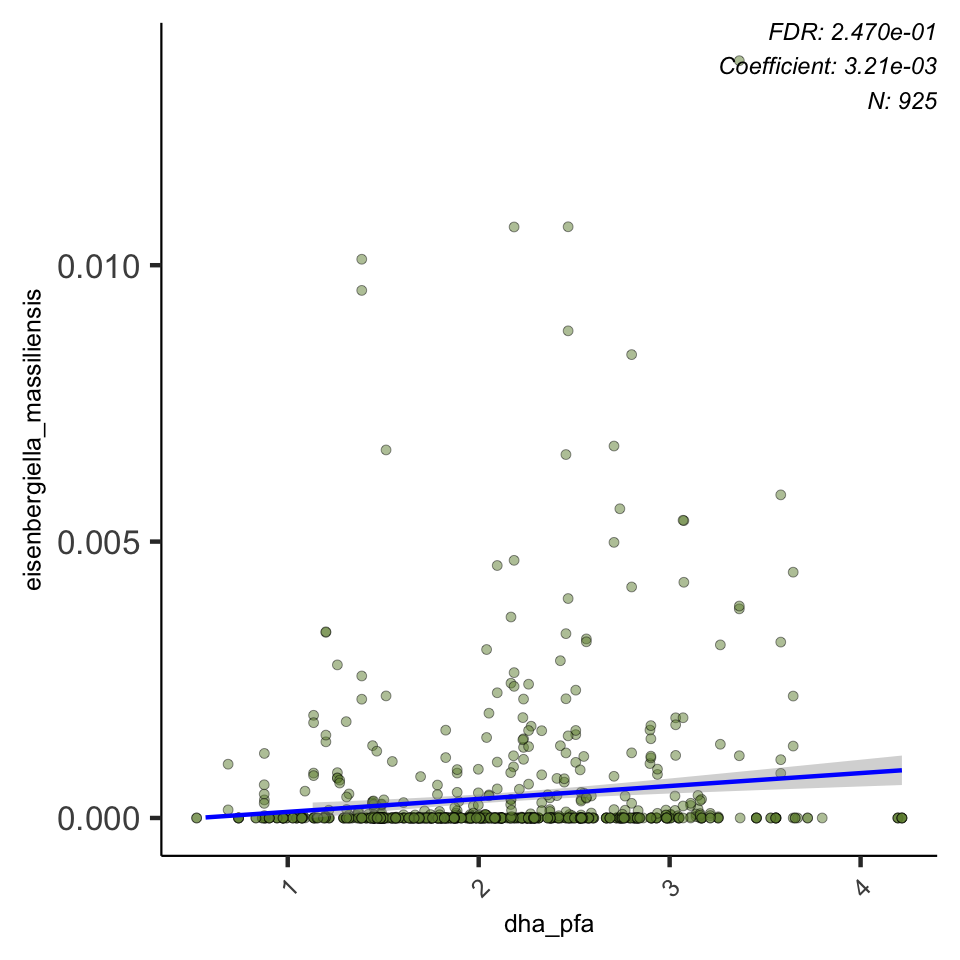 FDR: 2.470e-01
Coefficient: 3.21e-03
N: 925
eisenbergiella_massiliensis
0.010
0.005
0.000
1
2
3
4
dha_pfa